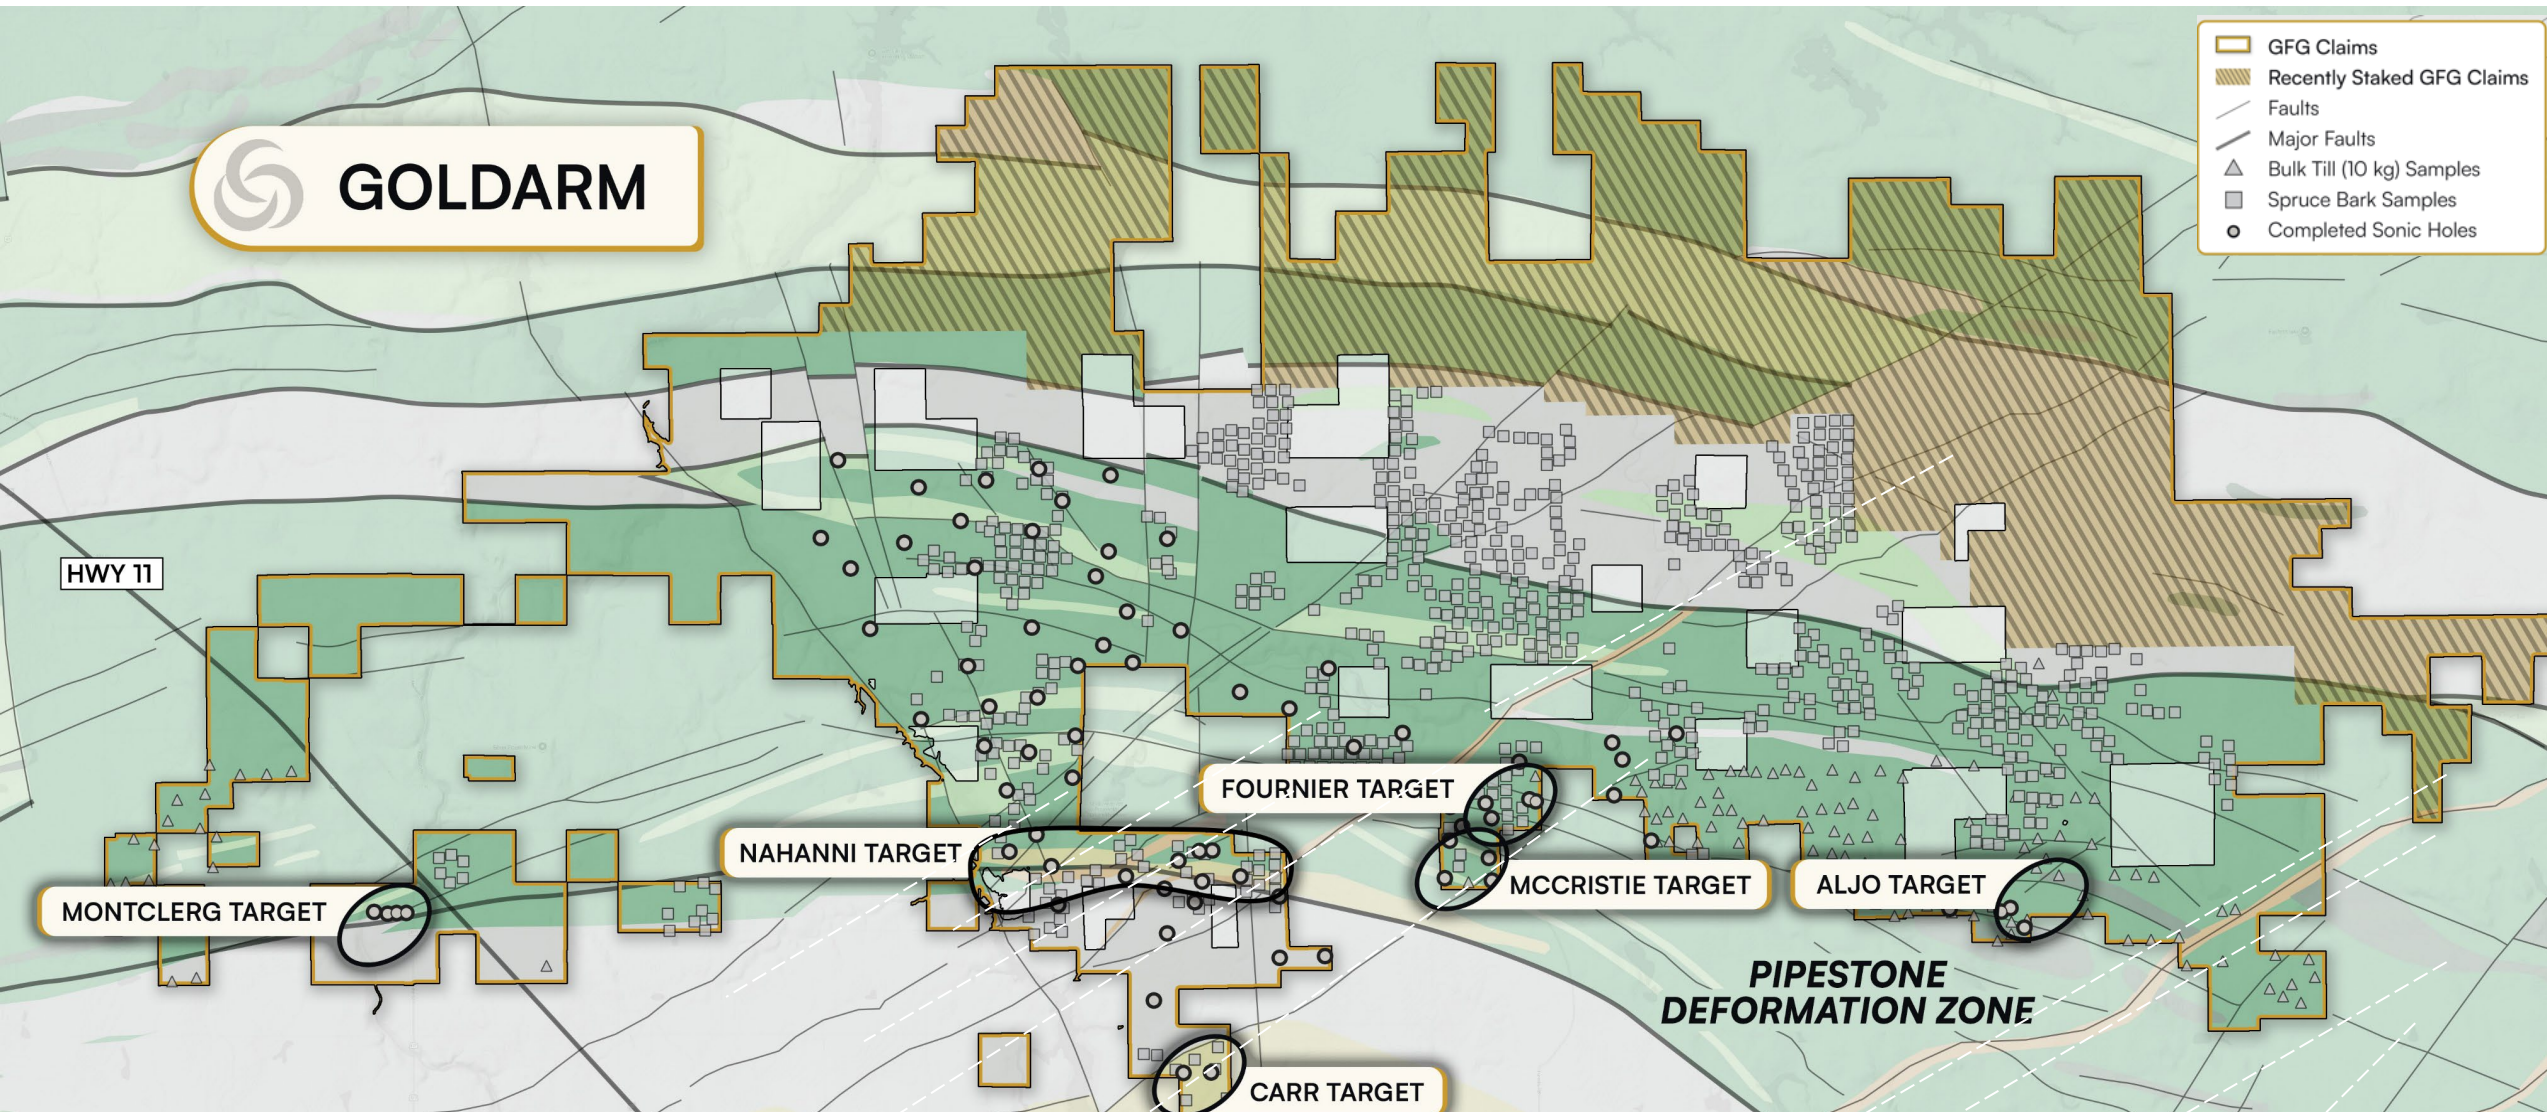 GOLDARM
GFG Claims
Recently Staked GFG Claims
Faults
Major Faults
Bulk Till (10 kg) Samples
Spruce Bark Samples
Completed Sonic Holes
HWY 11
FOURNIER TARGET
NAHANNI TARGET
MONTCLERG TARGET
MCCRISTIE TARGET
ALJO TARGET
PIPESTONE
DEFORMATION ZONE
CARR TARGET